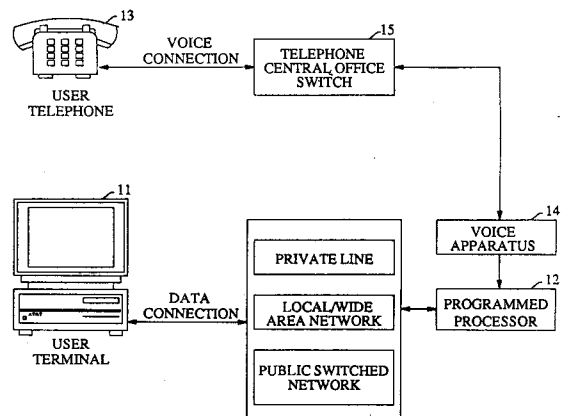 13
VOICE
CONNECTION
15
TELEPHONE
CENTRAL OFFICE
SWITCH
USER
TELEPHONE
11
14
VOICE
APPARATUS
PRIVATE LINE
12
DATA
CONNECTION
LOCAL/WIDE
AREA NETWORK
PROGRAMMED
PROCESSOR
AT&T
USER
TERMINAL
PUBLIC SWITCHED
NETWORK